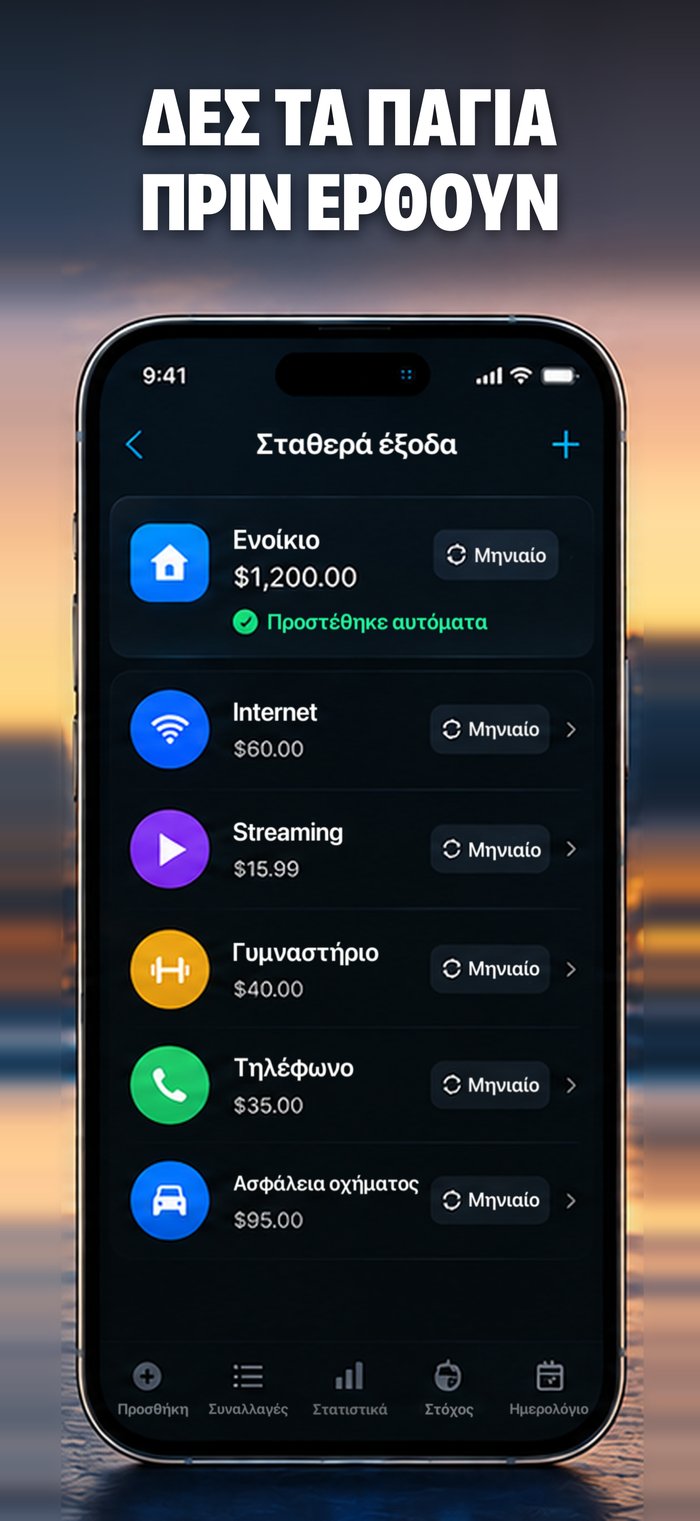 ΔΕΣ ΤΑ ΠΑΓΙΑ
ΠΡΙΝ ΕΡΘΟΥΝ
9:41
Σταθερά έξοδα
Ενοίκιο
Μηνιαίο
$1,200.00
Προστέθηκε αυτόματα
Internet
Μηνιαίο
$60.00
Streaming
Μηνιαίο
$15.99
Γυμναστήριο
Μηνιαίο
$40.00
Τηλέφωνο
Μηνιαίο
$35.00
Ασφάλεια οχήματος
Μηνιαίο
$95.00
Προσθήκη Συναλλαγές Στατιστικά Στόχος Ημερολόγιο